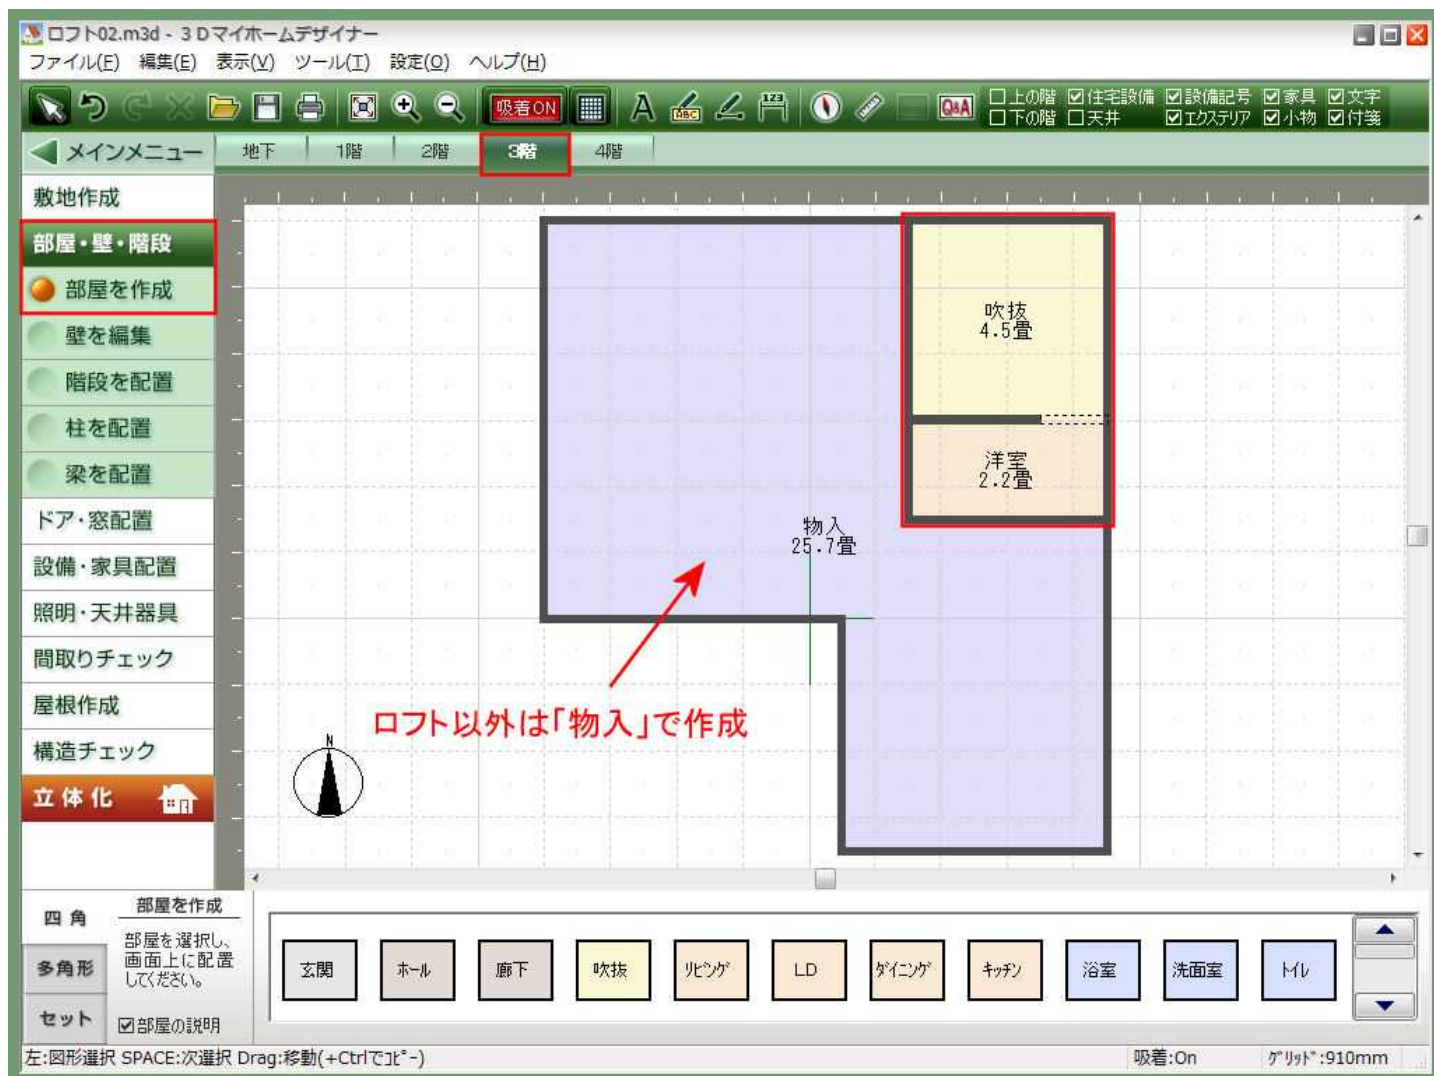 ロフト02.m3d - 3Dマイホームデザイナー
ファイル(F) 編集(E) 表示(V) ツール(T) 設定(O) ヘルプ(H)
吸着ON A ABC 123 Q&A
上の階 住宅設備 設備記号 家具 文字
下の階 天井 エクステリア 小物 付箋
メインメニュー 地下 1階 2階 3階 4階
敷地作成
部屋・壁・階段
部屋を作成
壁を編集
階段を配置
柱を配置
梁を配置
ドア・窓配置
設備・家具配置
照明・天井器具
間取りチェック
屋根作成
構造チェック
立体化
吹抜
4.5畳
洋室
2.2畳
物入
25.7畳
ロフト以外は「物入」で作成
N
四角
多角形
セット
部屋を作成
部屋を選択し、
画面上に配置
してください。
部屋の説明
玄関 ホール 廊下 吹抜 リビング LD ダイニング キッチン 浴室 洗面室 トイレ
左:図形選択 SPACE:次選択 Drag:移動(+Ctrlでコピー) 吸着:On グリッド:910mm